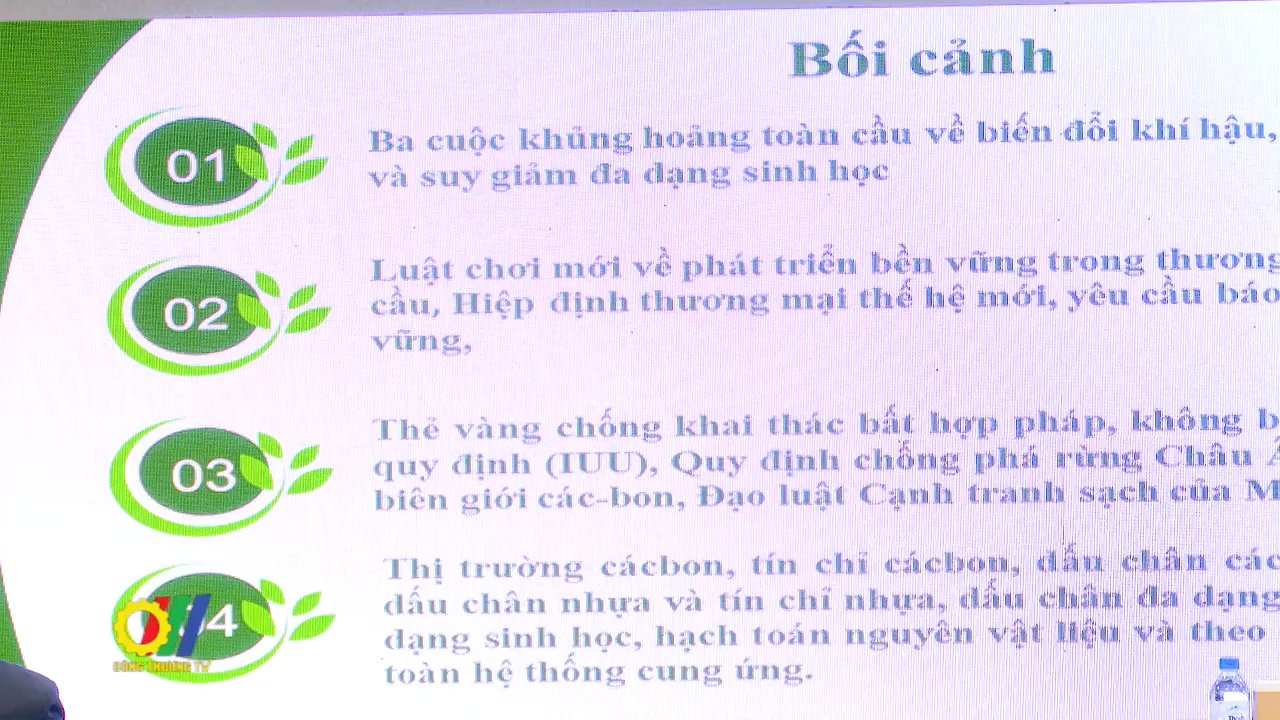 Bối cảnh
01
Ba cuộc khủng hoảng toàn cầu về biến đổi khí hậu,
và suy giảm đa dạng sinh học
02
Luật chơi mới về phát triển bền vững trong thương
cầu, Hiệp định thương mại thế hệ mới, yêu cầu báo
vững,
03
Thẻ vàng chống khai thác bất hợp pháp, không
quy định (IUU), Quy định chống phá rừng Châu
biên giới các-bon, Đạo luật Cạnh tranh sạch của
Thị trường cácbon, tín chỉ cácbon, dấu chân
dấu chân nhựa và tín chỉ nhựa, dấu chân đa dạng
dạng sinh học, hạch toán nguyên vật liệu và theo
toàn hệ thống cung ứng.
4
CÔNG THƯƠNG TV